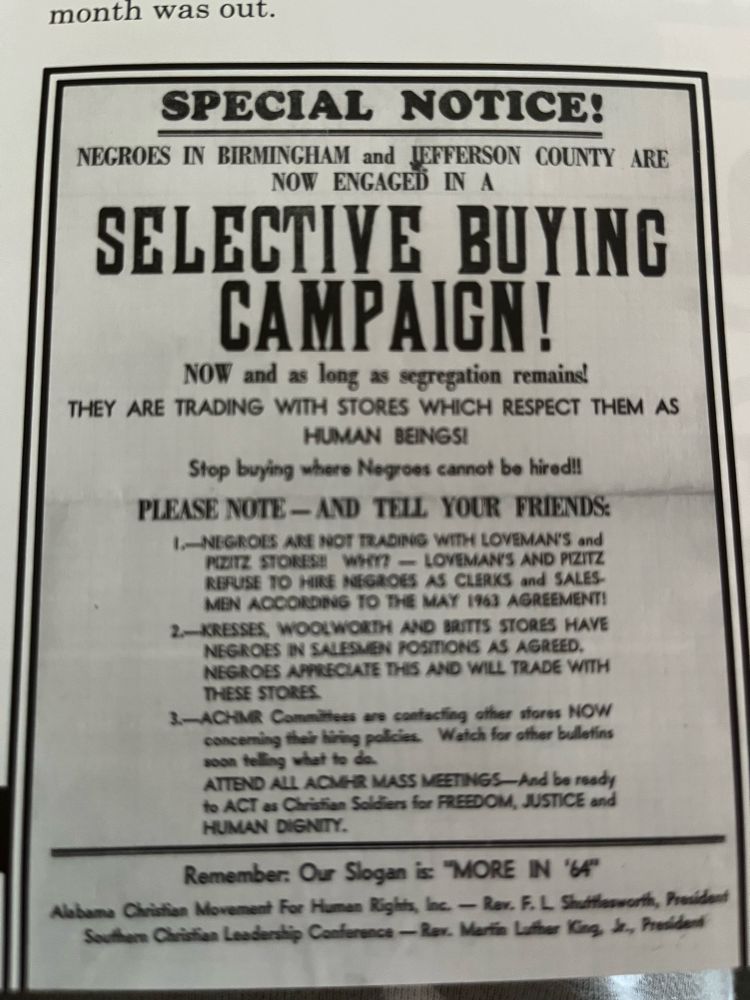 month was out.
SPECIAL NOTICE!
NEGROES IN BIRMINGHAM and JEFFERSON COUNTY ARE
NOW ENGAGED IN A
SELECTIVE BUYING
CAMPAIGN!
NOW and as long as segregation remains!
THEY ARE TRADING WITH STORES WHICH RESPECT THEM AS
HUMAN BEINGS!
Stop buying where Negroes cannot be hired!!
PLEASE NOTE — AND TELL YOUR FRIENDS:
1.—NEGROES ARE NOT TRADING WITH LOVEMAN'S and
PIZITZ STORES!! WHY? — LOVEMAN'S AND PIZITZ
REFUSE TO HIRE NEGROES AS CLERKS and SALES-
MEN ACCORDING TO THE MAY 1963 AGREEMENT!
2.—KRESSES, WOOLWORTH AND BRITTS STORES HAVE
NEGROES IN SALESMEN POSITIONS AS AGREED.
NEGROES APPRECIATE THIS AND WILL TRADE WITH
THESE STORES.
3.—ACHMR Committees are contacting other stores NOW
concerning their hiring policies. Watch for other bulletins
soon telling what to do.
ATTEND ALL ACMHR MASS MEETINGS—And be ready
to ACT as Christian Soldiers for FREEDOM, JUSTICE and
HUMAN DIGNITY.
Remember: Our Slogan is: "MORE IN '64"
Alabama Christian Movement For Human Rights, Inc. — Rev. F. L. Shuttlesworth, President
Southern Christian Leadership Conference — Rev. Martin Luther King, Jr., President